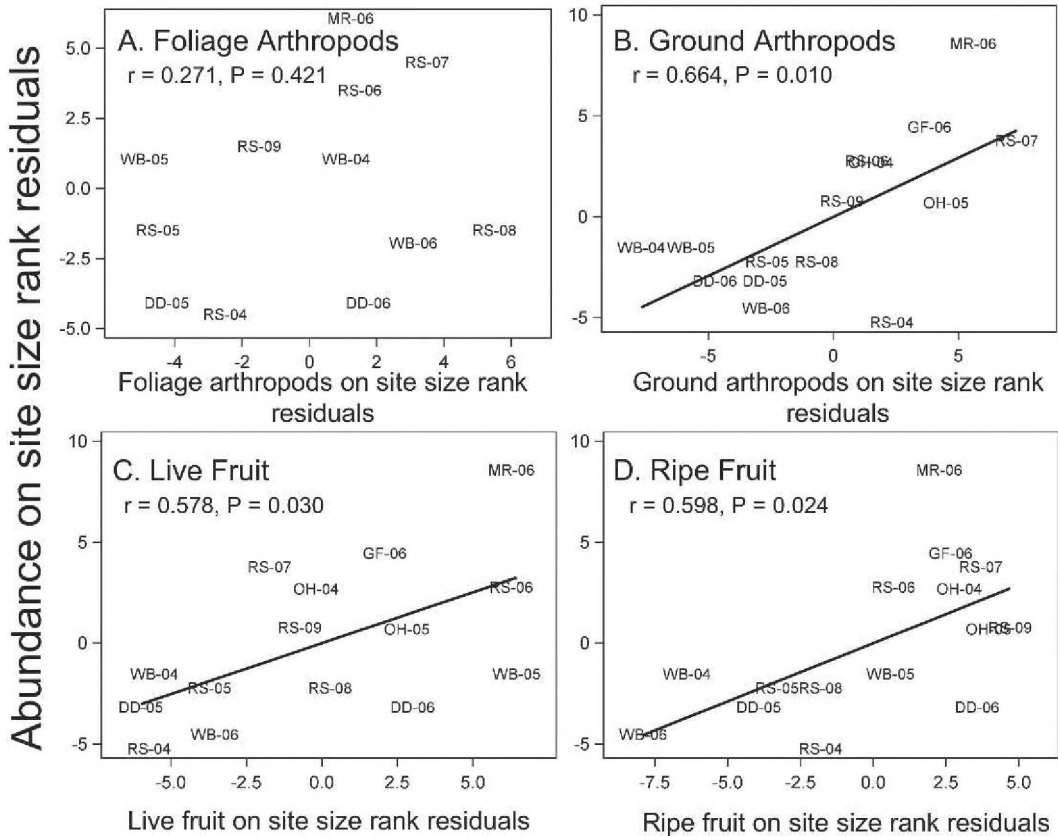 Abundance on site size rank residuals
A. Foliage Arthropods
r = 0.271, P = 0.421
MR-06
RS-07
RS-06
RS-09
WB-05
WB-04
RS-05
RS-08
WB-06
DD-05
DD-06
RS-04
5.0
2.5
0.0
-2.5
-5.0
-4
-2
0
2
4
6
Foliage arthropods on site size rank
residuals
B. Ground Arthropods
r = 0.664, P = 0.010
MR-06
GF-06
RS-07
RS-06
OH-04
RS-09
OH-05
WB-04
WB-05
RS-05
RS-08
DD-06
DD-05
WB-06
RS-04
10
5
0
-5
-5
0
5
Ground arthropods on site size rank
residuals
C. Live Fruit
r = 0.578, P = 0.030
MR-06
GF-06
RS-07
OH-04
RS-06
RS-09
OH-05
WB-04
WB-05
RS-05
RS-08
DD-05
DD-06
WB-06
RS-04
10
5
0
-5
-5.0
-2.5
0.0
2.5
5.0
Live fruit on site size rank residuals
D. Ripe Fruit
r = 0.598, P = 0.024
MR-06
GF-06
RS-07
RS-06
OH-04
OH-05
RS-09
WB-04
WB-05
RS-05
RS-08
DD-05
DD-06
WB-06
RS-04
10
5
0
-5
-7.5
-5.0
-2.5
0.0
2.5
5.0
Ripe fruit on site size rank residuals